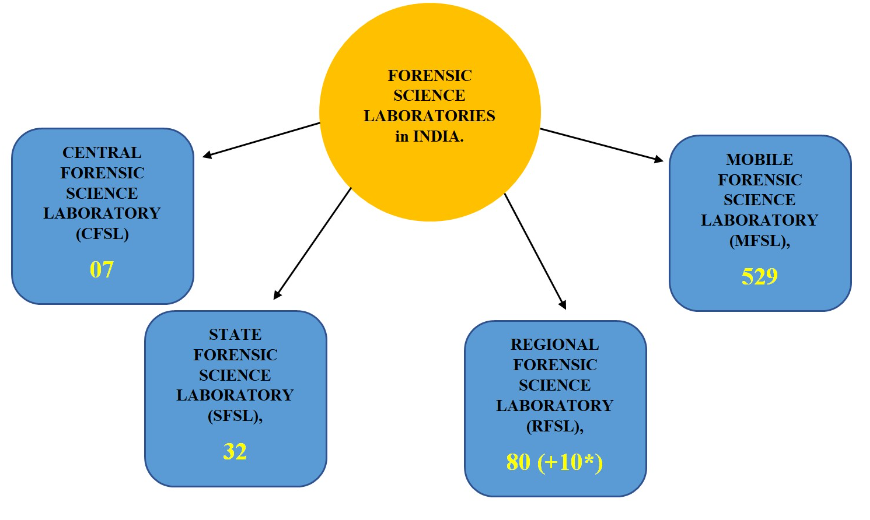 FORENSIC
SCIENCE
LABORATORIES
in INDIA.
CENTRAL
FORENSIC
SCIENCE
LABORATORY
(CFSL)
07
STATE
FORENSIC
SCIENCE
LABORATORY
(SFSL),
32
REGIONAL
FORENSIC
SCIENCE
LABORATORY
(RFSL),
80 (+10*)
MOBILE
FORENSIC
SCIENCE
LABORATORY
(MFSL),
529